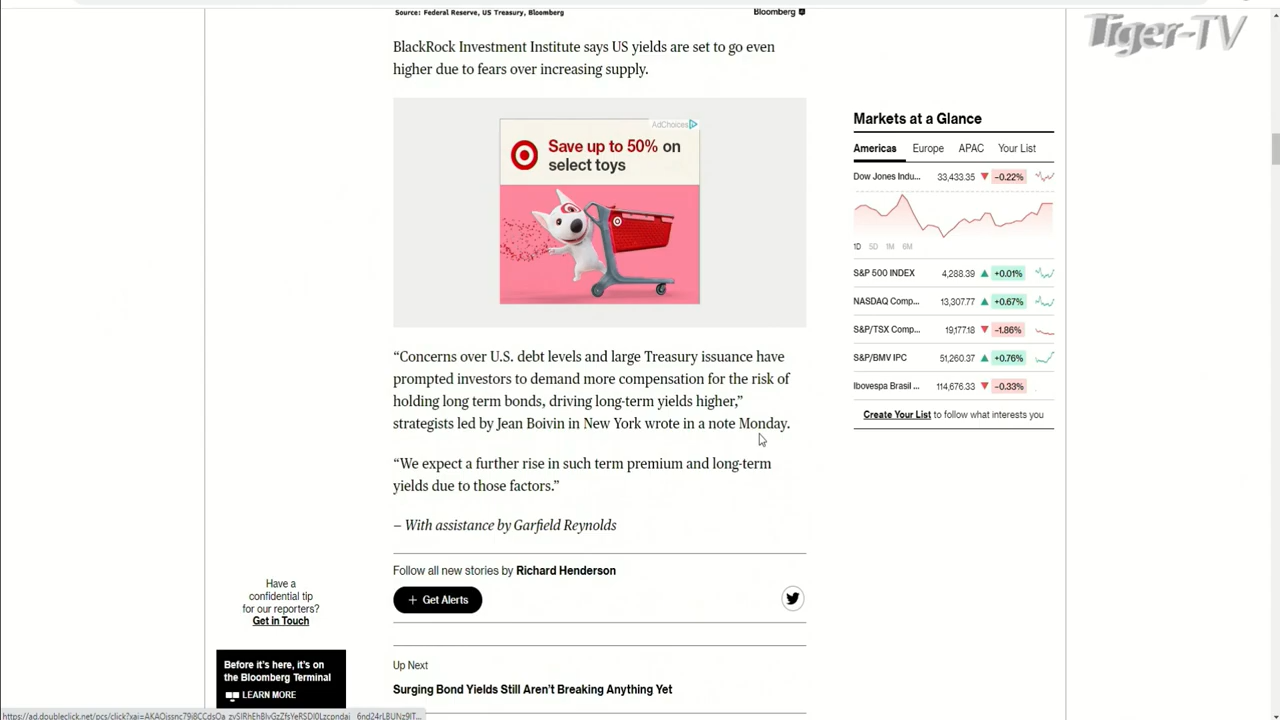 Source: Federal Reserve, US Treasury, Bloomberg
Bloomberg
Tiger-TV
BlackRock Investment Institute says US yields are set to go even
higher due to fears over increasing supply.
AdChoices
Save up to 50% on
select toys
“Concerns over U.S. debt levels and large Treasury issuance have
prompted investors to demand more compensation for the risk of
holding long term bonds, driving long-term yields higher,”
strategists led by Jean Boivin in New York wrote in a note Monday.
“We expect a further rise in such term premium and long-term
yields due to those factors.”
– With assistance by Garfield Reynolds
Follow all new stories by Richard Henderson
+ Get Alerts
Up Next
Surging Bond Yields Still Aren’t Breaking Anything Yet
Have a
confidential tip
for our reporters?
Get in Touch
Before it’s here, it’s on
the Bloomberg Terminal
LEARN MORE
Markets at a Glance
Americas Europe APAC Your List
Dow Jones Indu... 33,433.35 ▼ −0.22%
1D 5D 1M 6M
S&P 500 INDEX 4,288.39 ▲ +0.01%
NASDAQ Comp... 13,307.77 ▲ +0.67%
S&P/TSX Comp... 19,177.18 ▼ −1.86%
S&P/BMV IPC 51,260.37 ▲ +0.76%
Ibovespa Brasil ... 114,676.33 ▼ −0.33%
Create Your List to follow what interests you